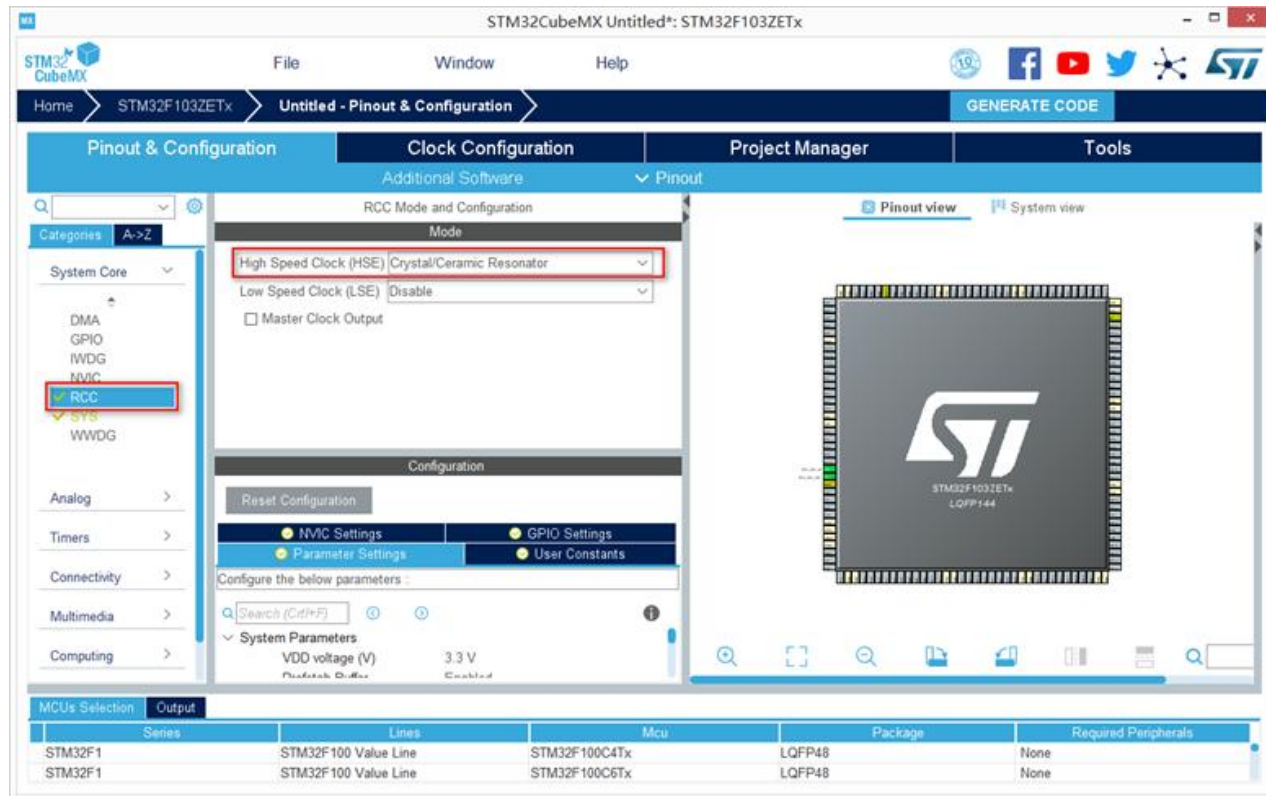 MX
STM32CubeMX Untitled*: STM32F103ZETx
STM32
CubeMX
File Window Help
10
Home STM32F103ZETx Untitled - Pinout & Configuration GENERATE CODE
Pinout & Configuration Clock Configuration Project Manager Tools
Additional Software Pinout
RCC Mode and Configuration
Pinout view System view
Categories A->Z
Mode
System Core
High Speed Clock (HSE) Crystal/Ceramic Resonator
Low Speed Clock (LSE) Disable
Master Clock Output
DMA
GPIO
IWDG
NVIC
RCC
SYS
WWDG
Analog
Timers
Connectivity
Multimedia
Computing
Configuration
Reset Configuration
NVIC Settings GPIO Settings
Parameter Settings User Constants
Configure the below parameters :
Search (Crtl+F)
System Parameters
VDD voltage (V) 3.3 V
Prefetch Buffer Enabled
STM32F103ZETx
LQFP144
MCUs Selection Output
Series Lines Mcu Package Required Peripherals
STM32F1 STM32F100 Value Line STM32F100C4Tx LQFP48 None
STM32F1 STM32F100 Value Line STM32F100C6Tx LQFP48 None